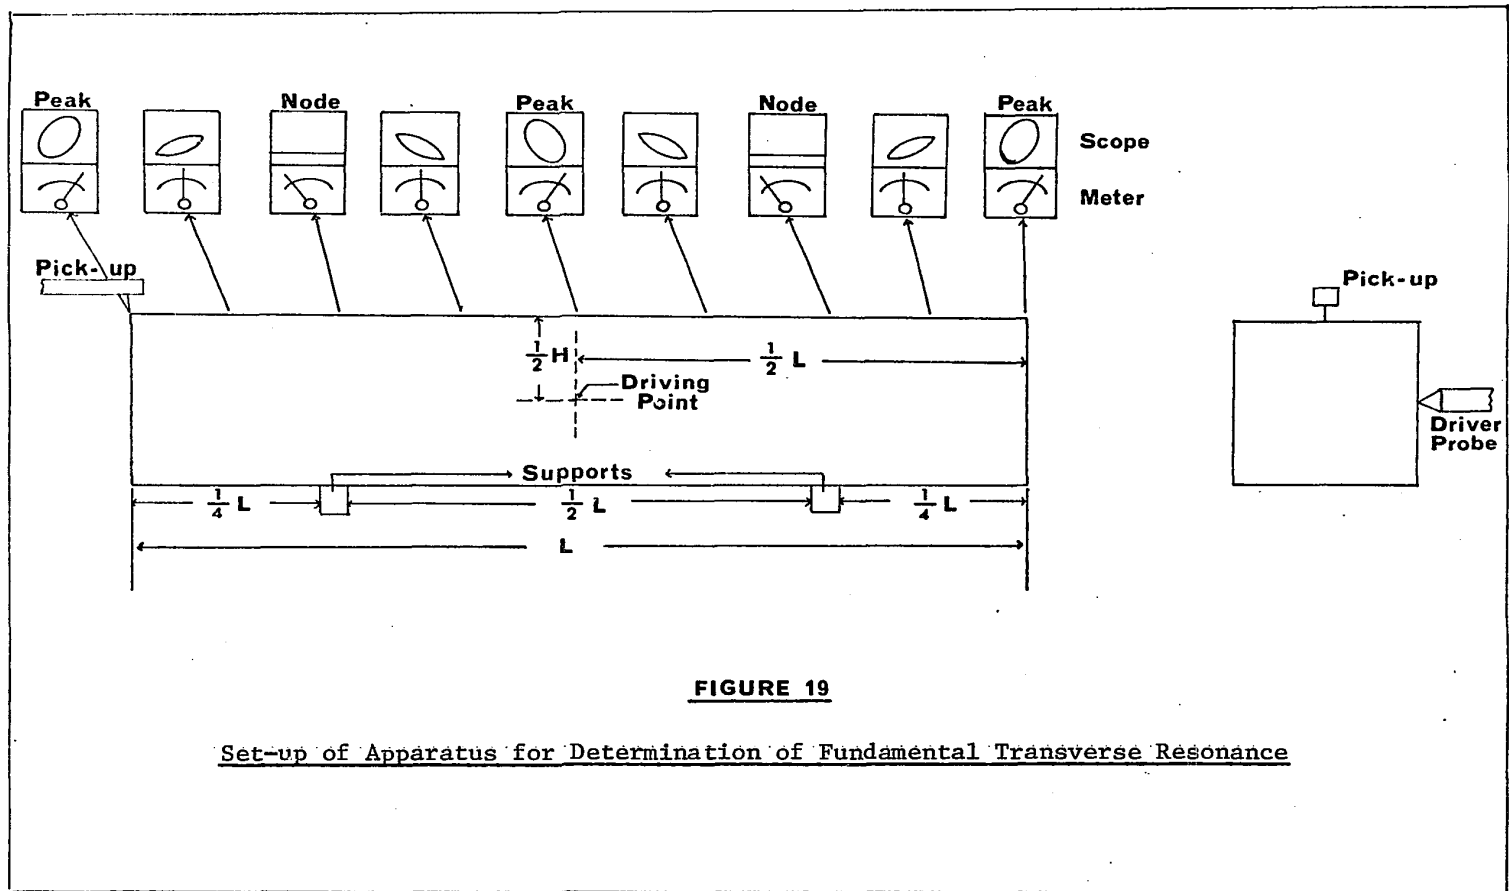 Peak Node Peak Node Peak
Scope
Meter
Pick-up
Pick-up
1/2 H
1/2 L
Driving
Point
Driver
Probe
Supports
1/4 L
1/2 L
1/4 L
L
FIGURE 19
Set-up of Apparatus for Determination of Fundamental Transverse Resonance